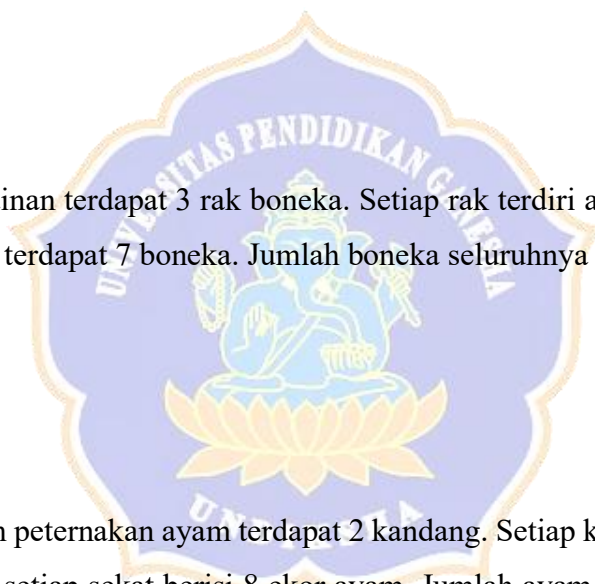 UNIVERSITAS PENDIDIKAN GANESHA
inan terdapat 3 rak boneka. Setiap rak terdiri a
terdapat 7 boneka. Jumlah boneka seluruhnya
peternakan ayam terdapat 2 kandang. Setiap k
setiap sekat berisi 8 ekor ayam. Jumlah ayam